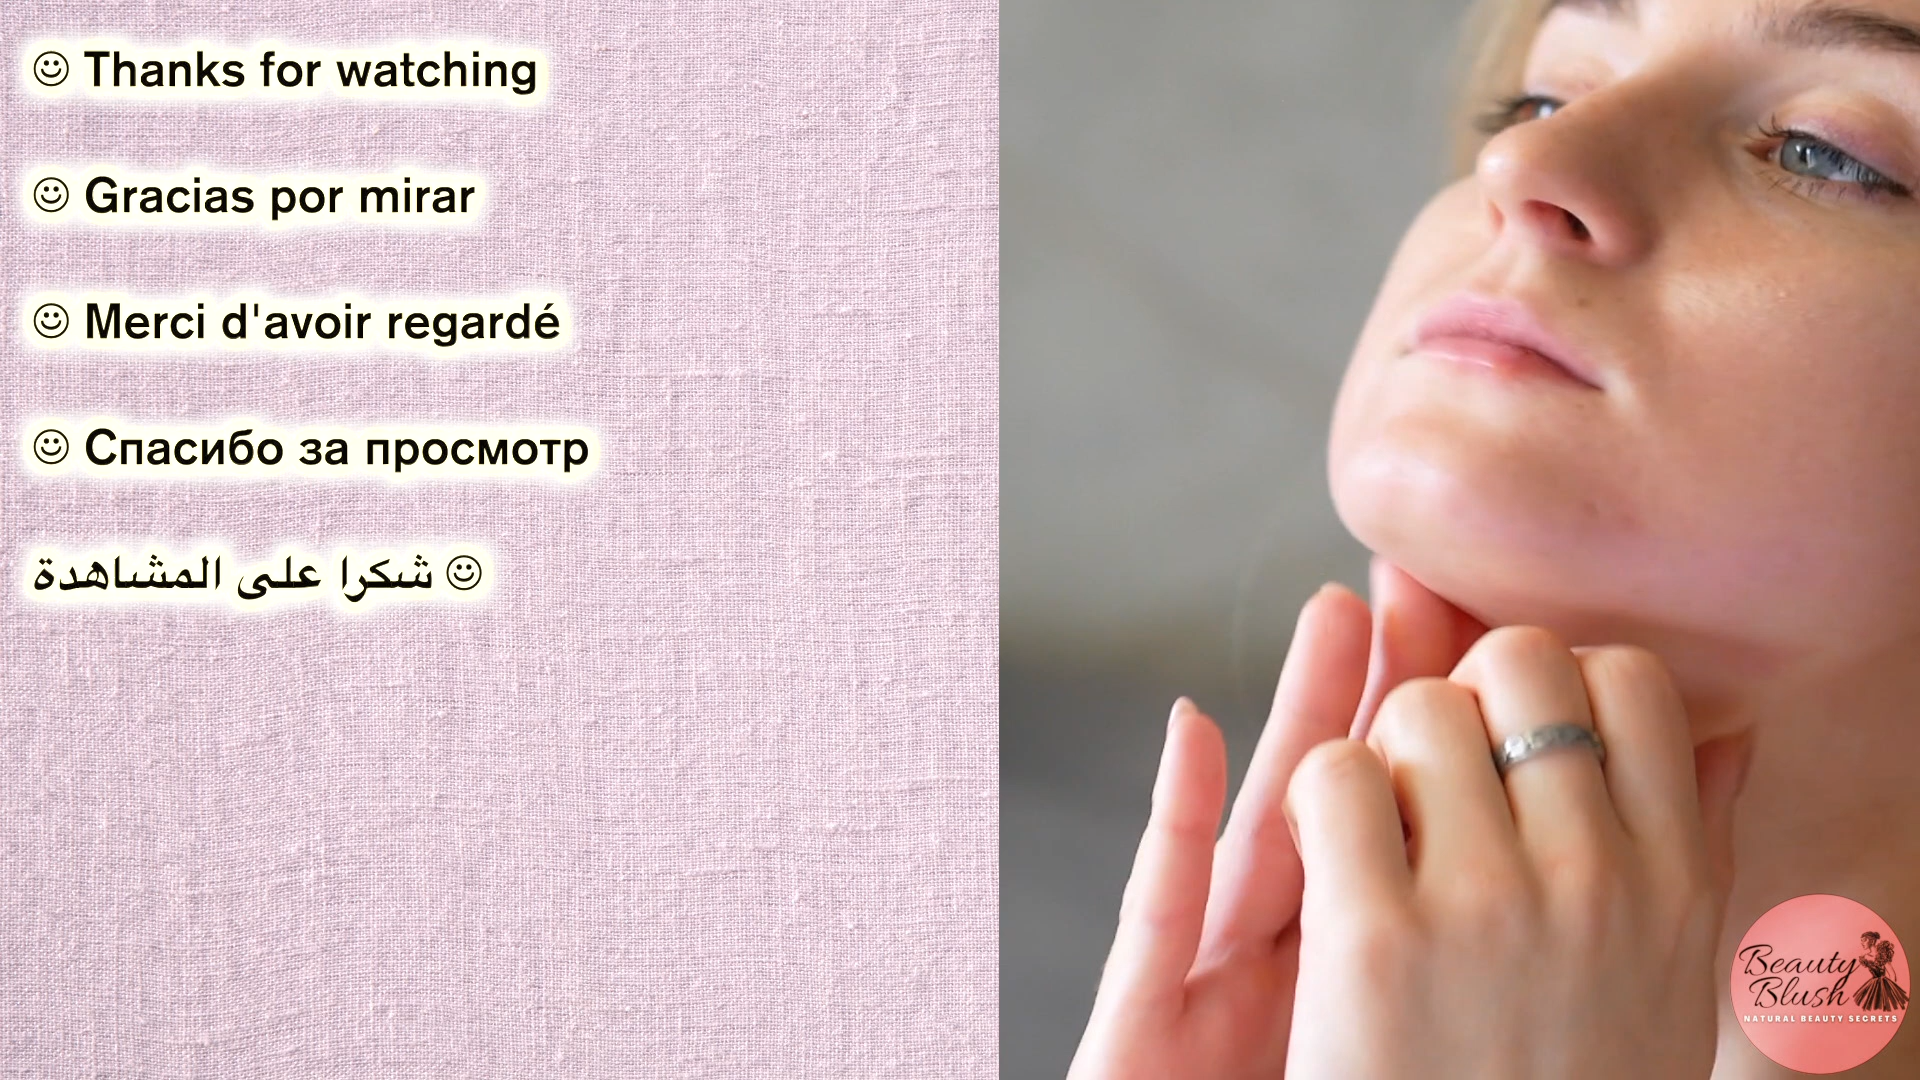 ☺ Thanks for watching
☺ Gracias por mirar
☺ Merci d'avoir regardé
☺ Спасибо за просмотр
☺ شكرا على المشاهدة
Beauty
Blush
NATURAL BEAUTY SECRETS